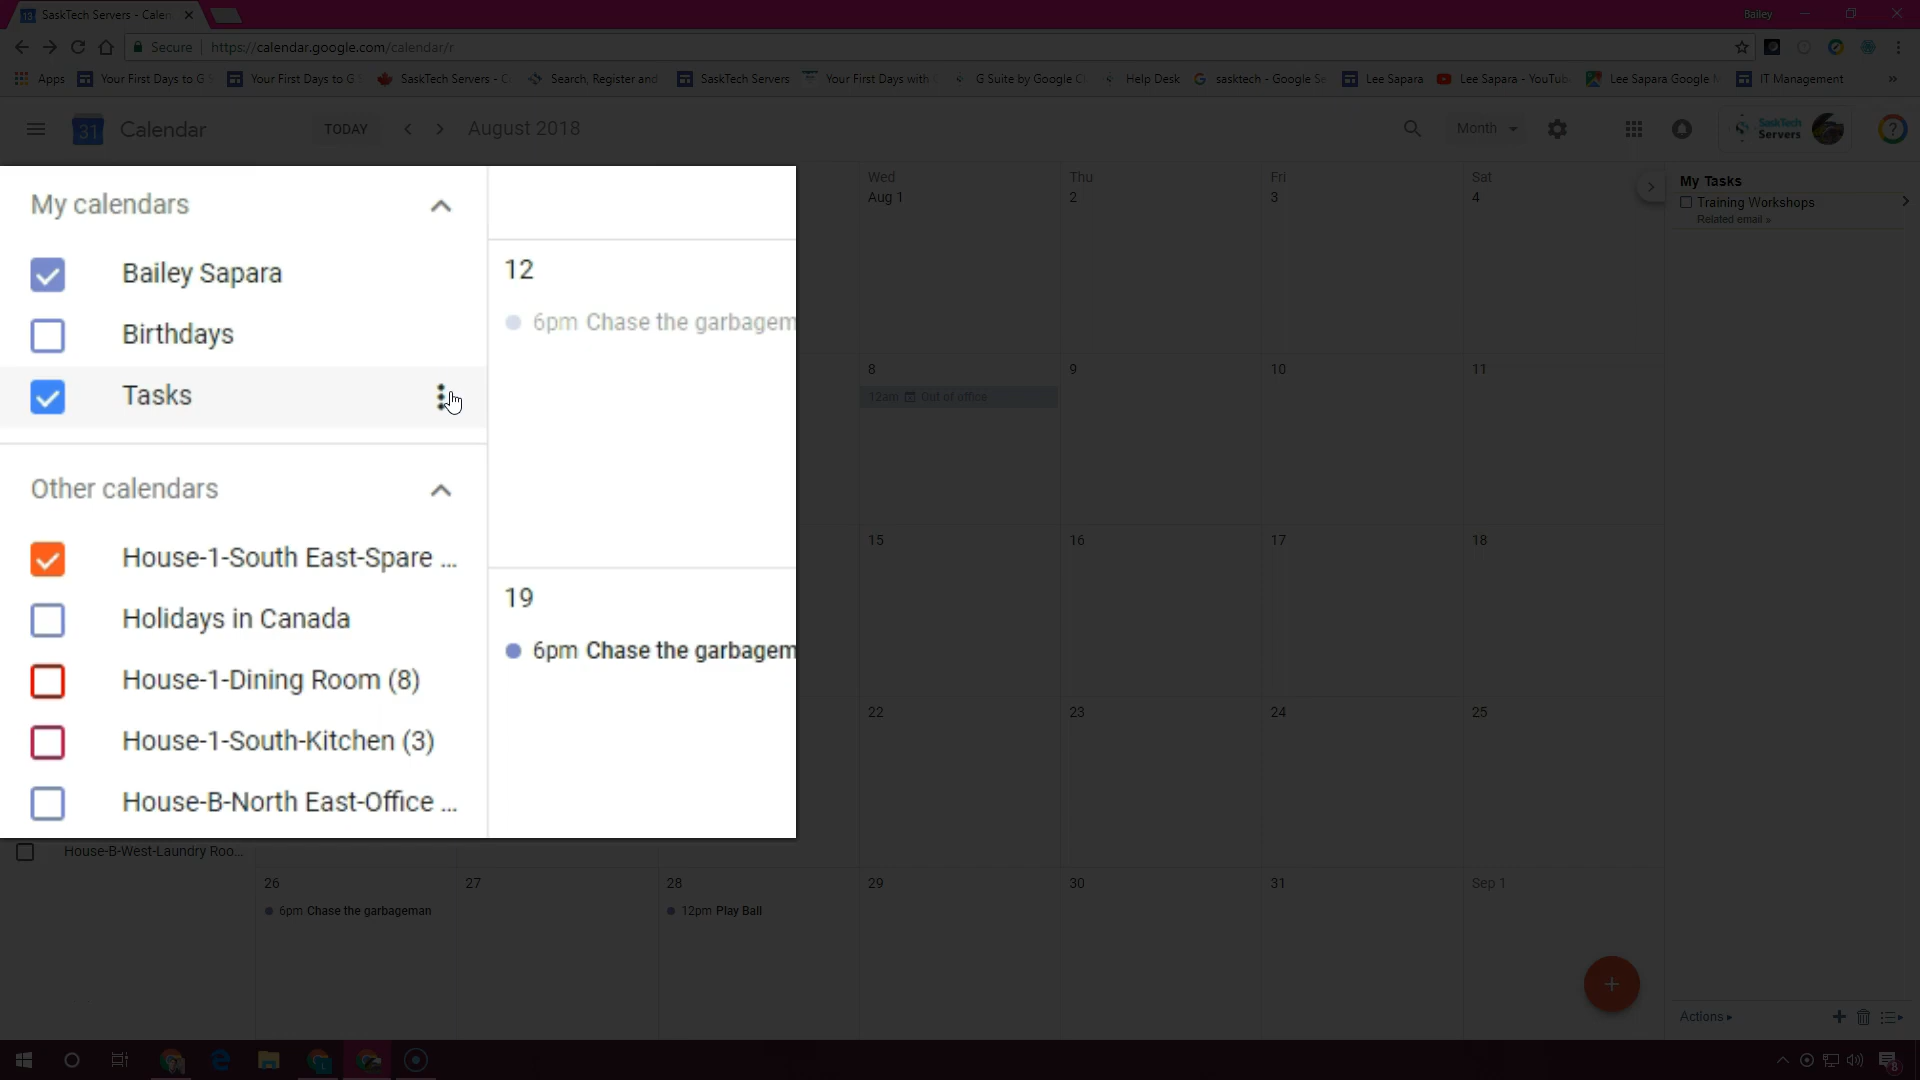 SaskTech Servers - Calen
Bailey
Secure
https://calendar.google.com/calendar/r
Apps
Your First Days to G S
Your First Days to G S
SaskTech Servers - C
Search, Register and
SaskTech Servers
Your First Days with
G Suite by Google C
Help Desk
sasktech - Google Se
Lee Sapara
Lee Sapara - YouTub
Lee Sapara Google M
IT Management
31
Calendar
TODAY
August 2018
Month
SaskTech
Servers
My calendars
Bailey Sapara
Birthdays
Tasks
Other calendars
House-1-South East-Spare ...
Holidays in Canada
House-1-Dining Room (8)
House-1-South-Kitchen (3)
House-B-North East-Office ...
House-B-West-Laundry Roo...
Wed
Thu
Fri
Sat
Aug 1
2
3
4
8
9
10
11
12am Out of office
12
6pm Chase the garbagem
15
16
17
18
19
6pm Chase the garbagem
22
23
24
25
26
27
28
29
30
31
Sep 1
6pm Chase the garbageman
12pm Play Ball
My Tasks
Training Workshops
Related email »
Actions
8